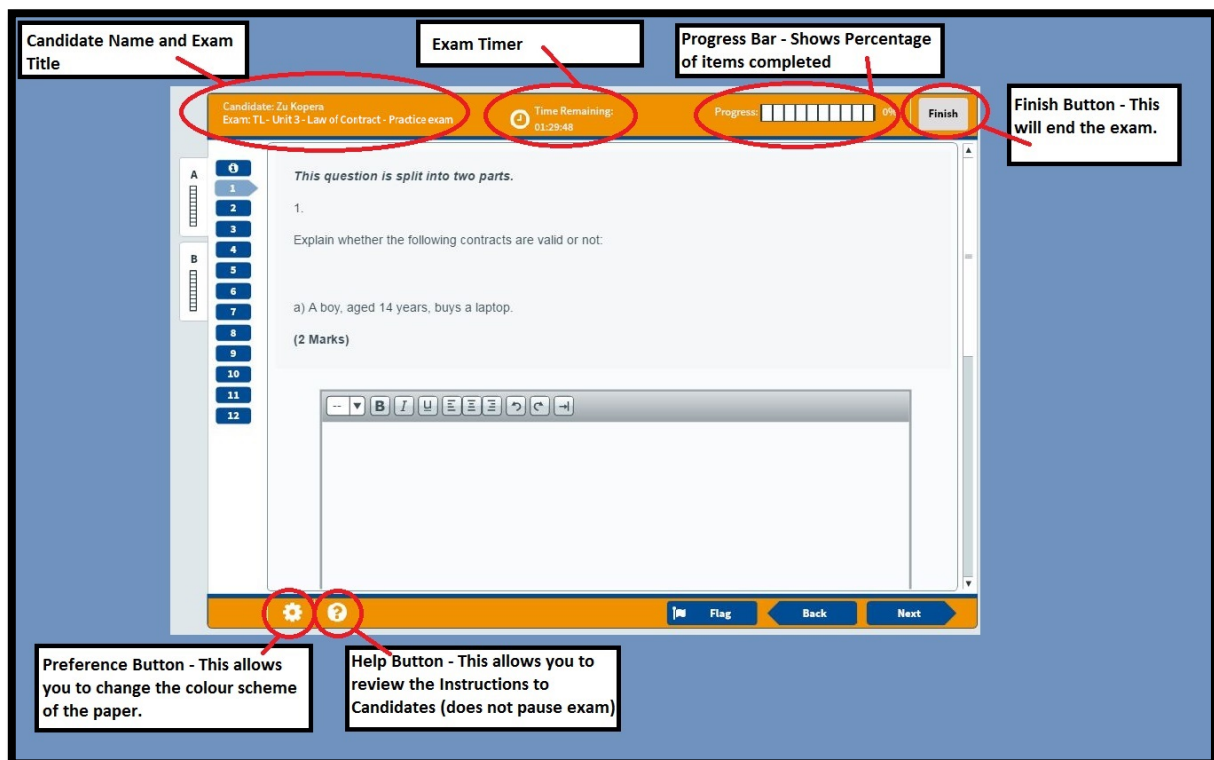 Candidate Name and Exam
Title
Exam Timer
Progress Bar - Shows Percentage
of items completed
Candidate: Zu Kopera
Exam: TL - Unit 3 - Law of Contract - Practice exam
Time Remaining:
01:29:48
Progress:
0%
Finish
Finish Button - This
will end the exam.
A
B
1
2
3
4
5
6
7
8
9
10
11
12
This question is split into two parts.
1.
Explain whether the following contracts are valid or not:
a) A boy, aged 14 years, buys a laptop.
(2 Marks)
-- B I U
Flag
Back
Next
?
Preference Button - This allows
you to change the colour scheme
of the paper.
Help Button - This allows you to
review the Instructions to
Candidates (does not pause exam)